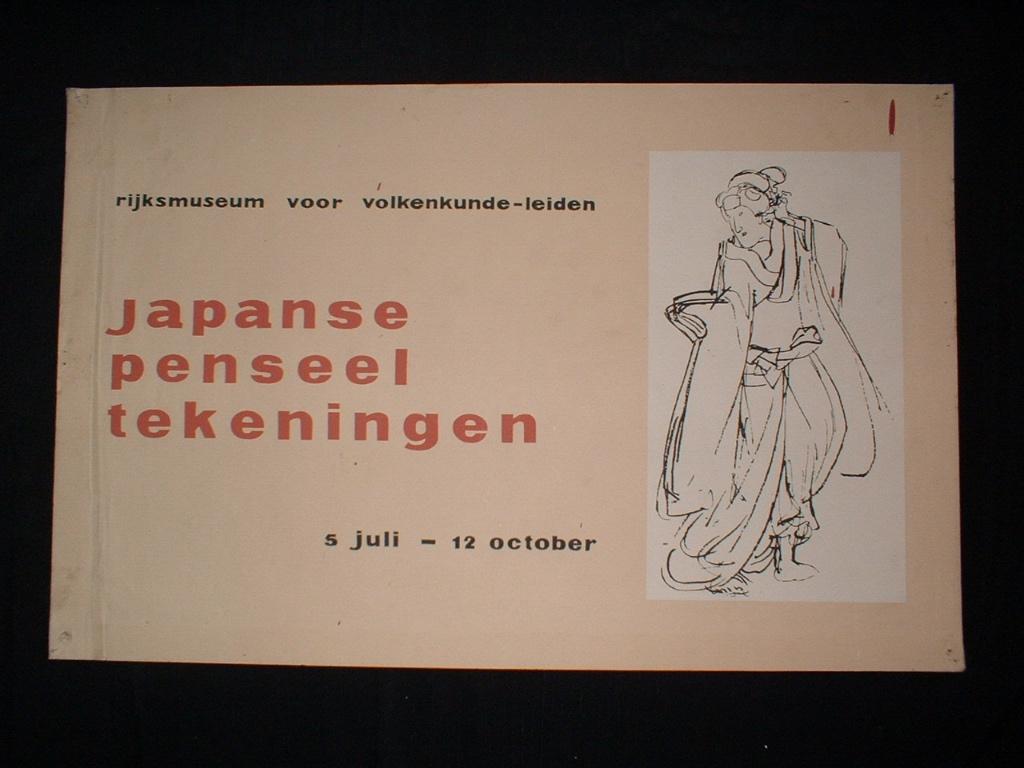 rijksmuseum voor volkenkunde-leiden
Japanse
penseel
tekeningen
5 juli - 12 october